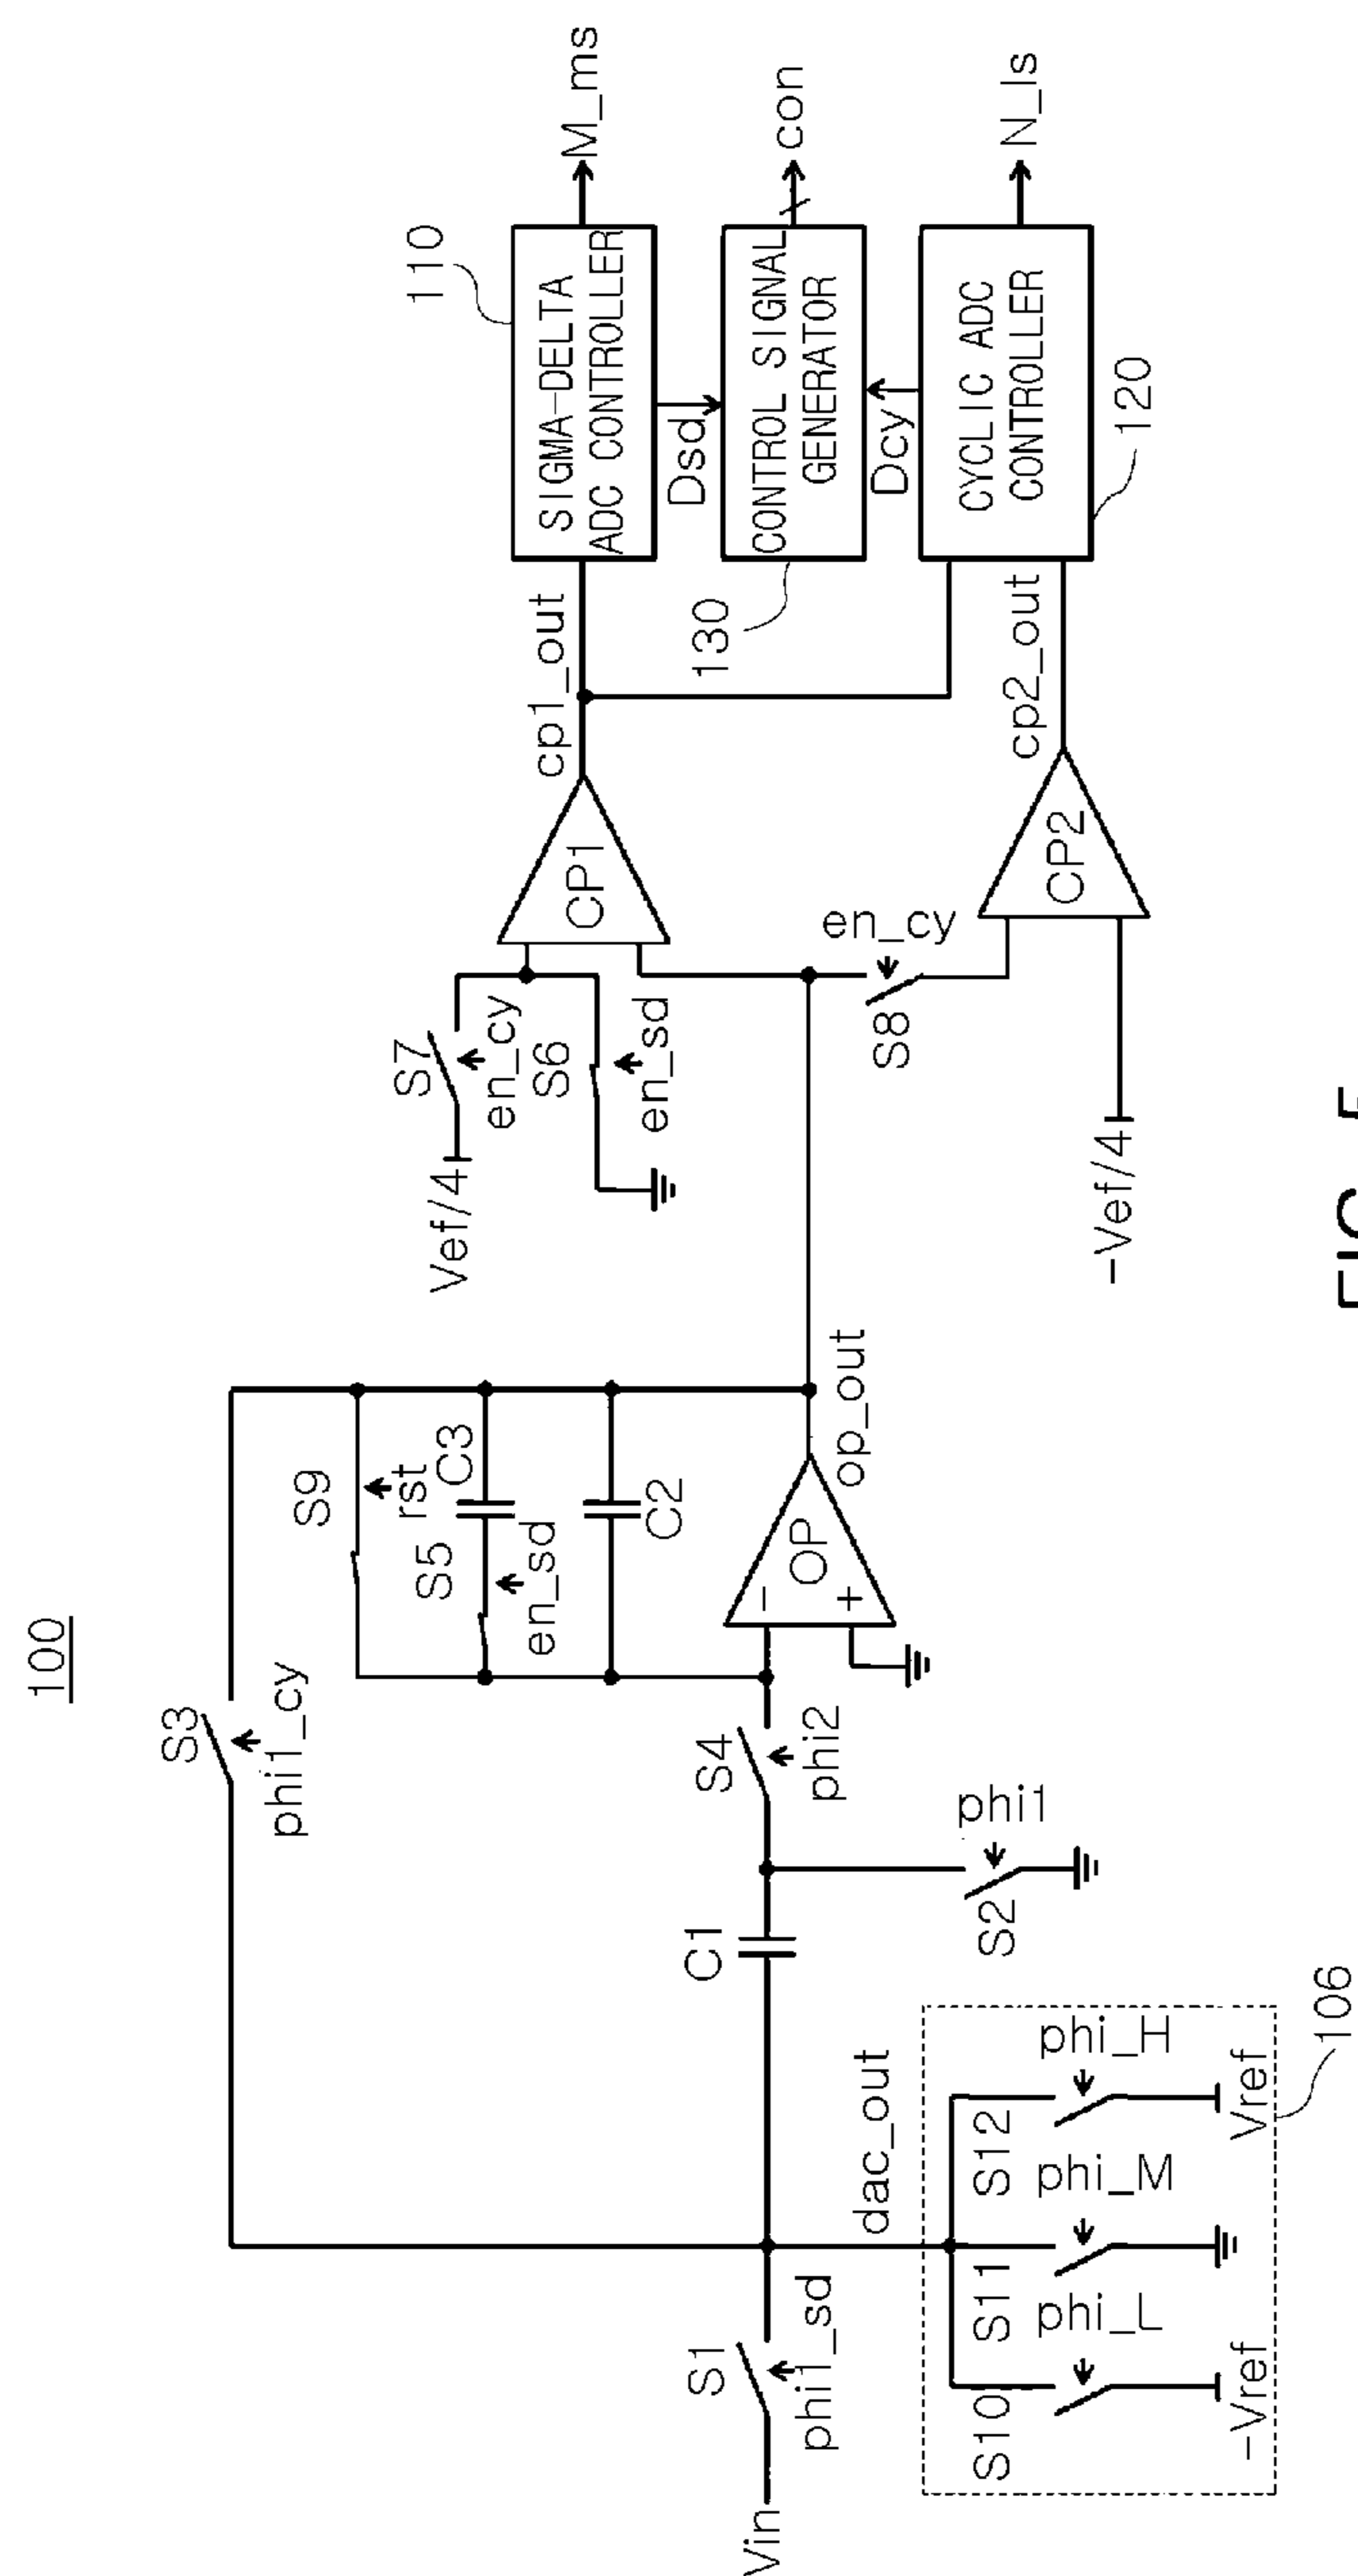 100
S3
phi1_cy
S9
rst
S5
en_sd
C3
C2
S7
en_cy
Vef/4
S6
en_sd
CP1
cp1_out
110
SIGMA-DELTA
ADC CONTROLLER
M_ms
Dsd
130
CONTROL SIGNAL
GENERATOR
con
Dcy
CYCLIC ADC
CONTROLLER
120
N_ls
Vin
S1
phi1_sd
C1
S4
phi2
-
+
OP
op_out
S2
phi1
S8
en_cy
CP2
cp2_out
-Vef/4
dac_out
S10
phi_L
-Vref
S11
phi_M
S12
phi_H
Vref
106